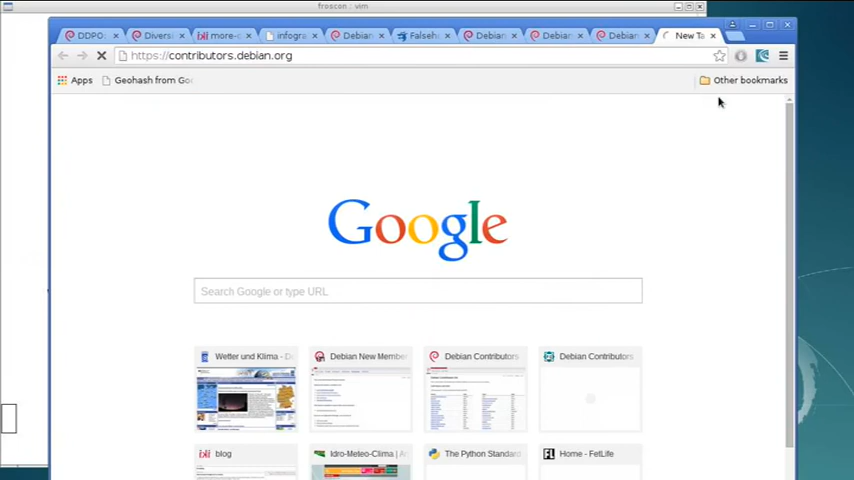 froscon : vim
DDPO: Diversi more-c infogra Debian Falseh Debian Debian Debian New Ta
https://contributors.debian.org
Apps Geohash from Goo Other bookmarks
Google
Search Google or type URL
Wetter und Klima - D Debian New Member Debian Contributors Debian Contributors
blog Idro-Meteo-Clima | A The Python Standard Home - FetLife